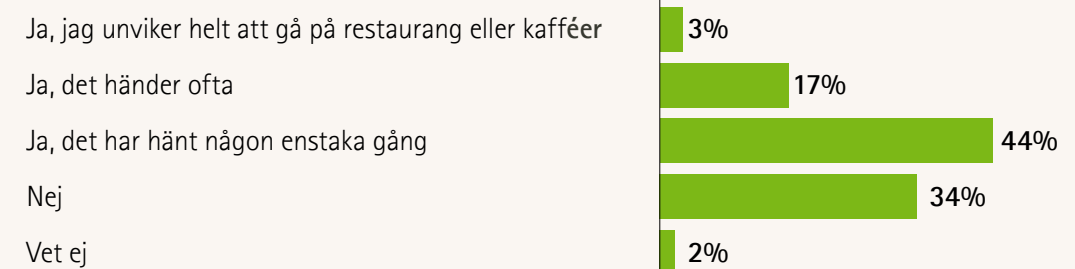 Ja, jag unviker helt att gå på restaurang eller kafféer 3%
Ja, det händer ofta 17%
Ja, det har hänt någon enstaka gång 44%
Nej 34%
Vet ej 2%